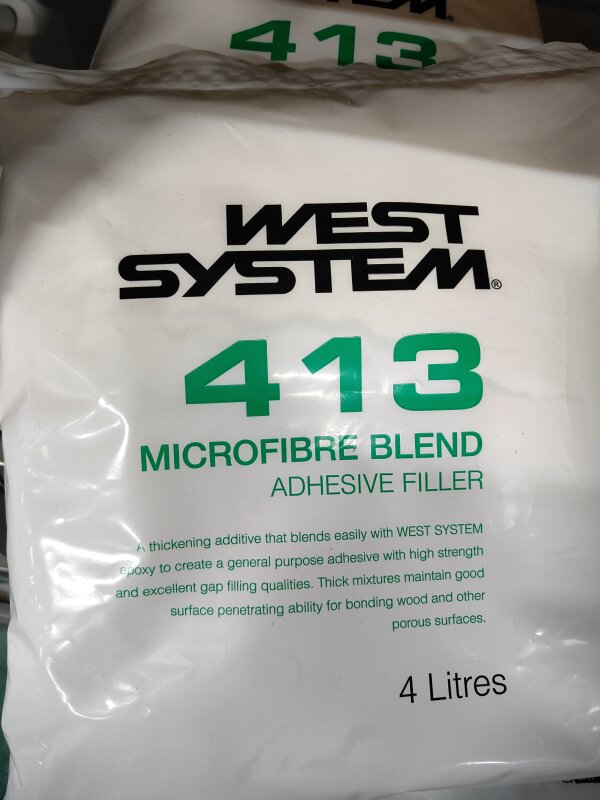 SYSTEM®
413
WEST
SYSTEM®
413
MICROFIBRE BLEND
ADHESIVE FILLER
A thickening additive that blends easily with WEST SYSTEM
epoxy to create a general purpose adhesive with high strength
and excellent gap filling qualities. Thick mixtures maintain good
surface penetrating ability for bonding wood and other
porous surfaces.
4 Litres